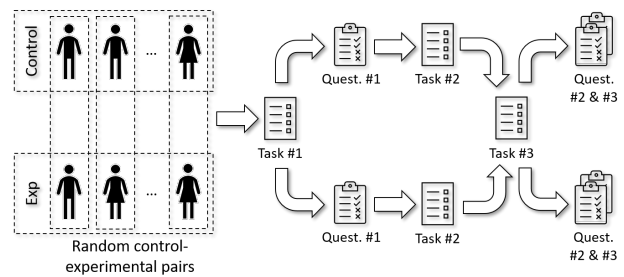 Control
...
Exp
...
Random control-
experimental pairs
Task #1
Quest. #1
Task #2
Quest. #1
Task #2
Task #3
Quest.
#2 & #3
Quest.
#2 & #3